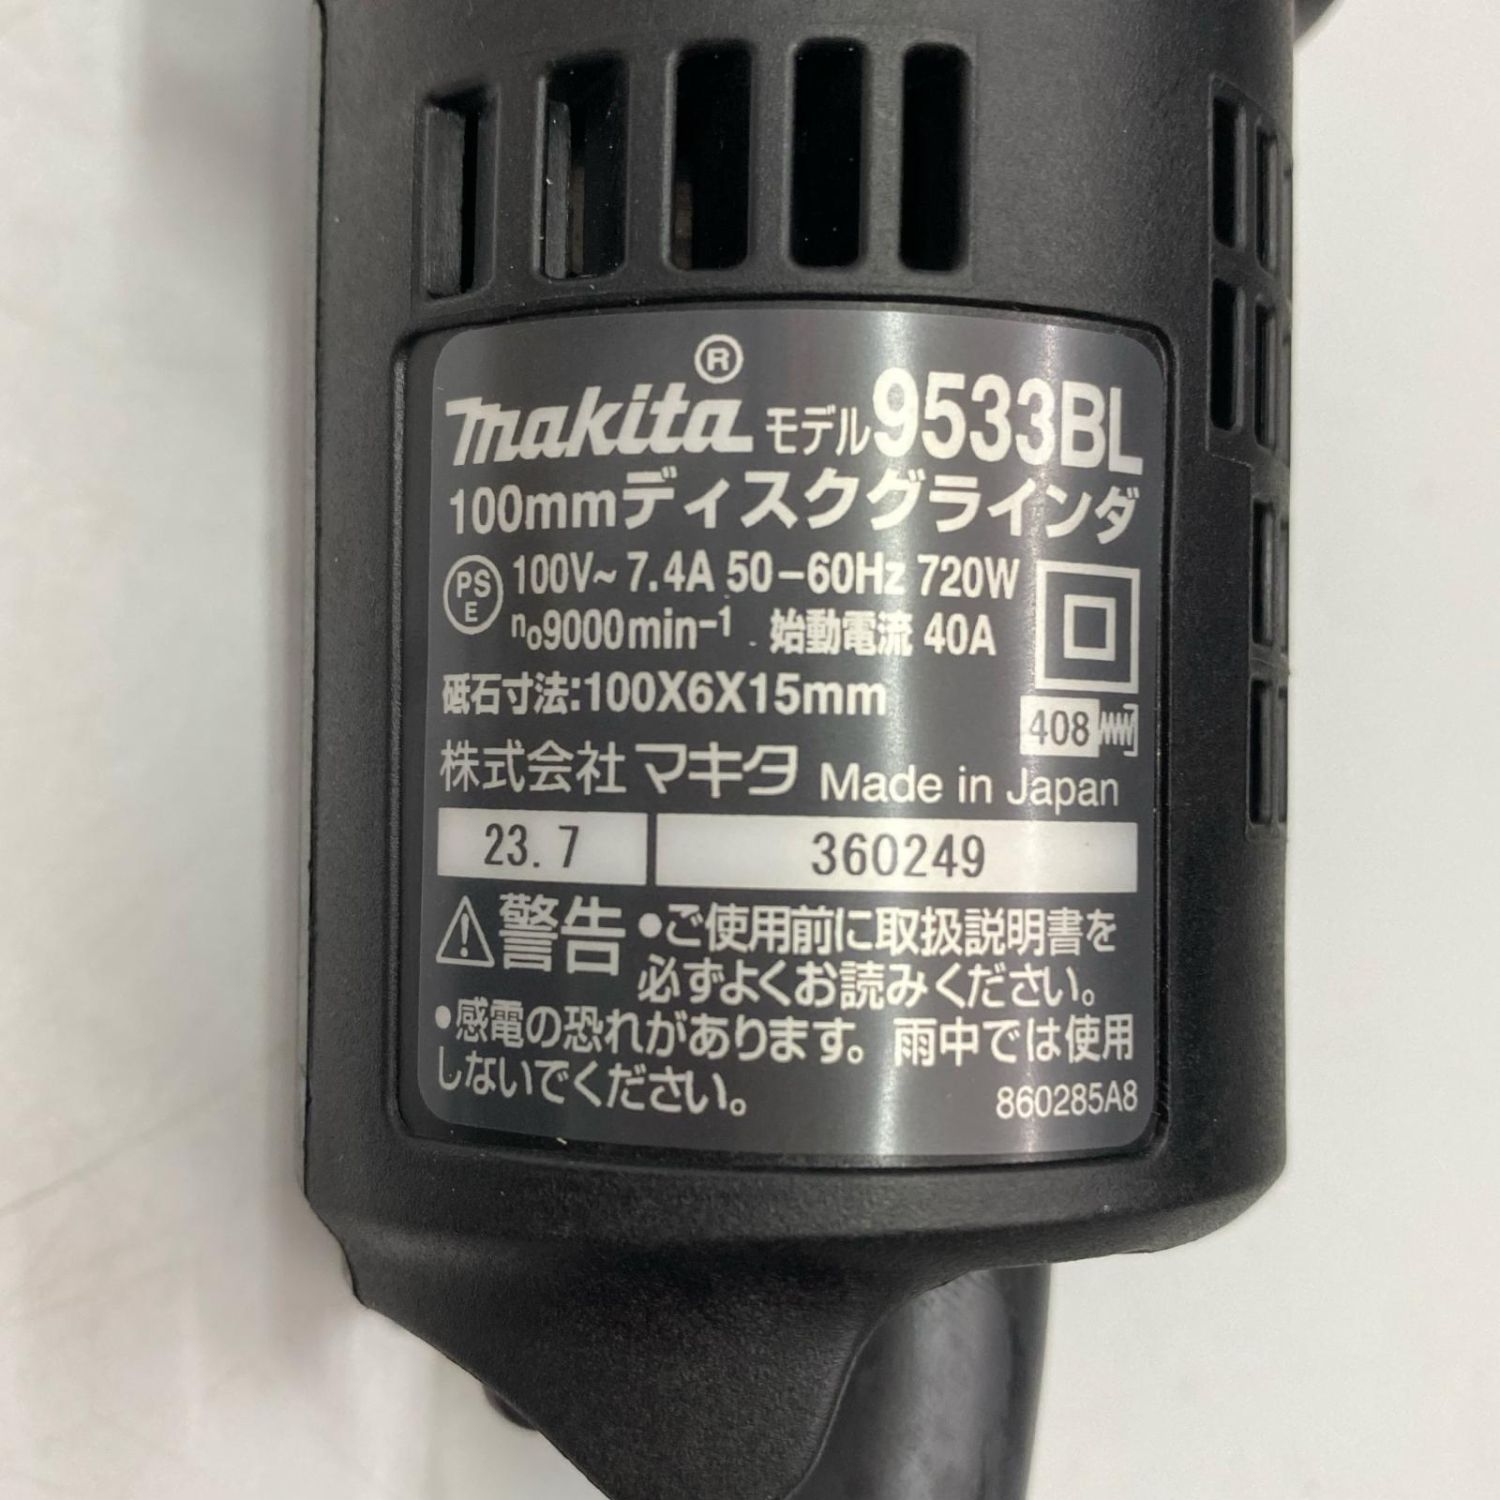 makita® モデル9533BL
100mmディスクグラインダ
PSE 100V~ 7.4A 50-60Hz 720W
n₀9000min⁻¹ 始動電流 40A
砥石寸法:100X6X15mm
408
株式会社 マキタ Made in Japan
23. 7 360249
警告 •ご使用前に取扱説明書を
必ずよくお読みください。
•感電の恐れがあります。雨中では使用
しないでください。
860285A8